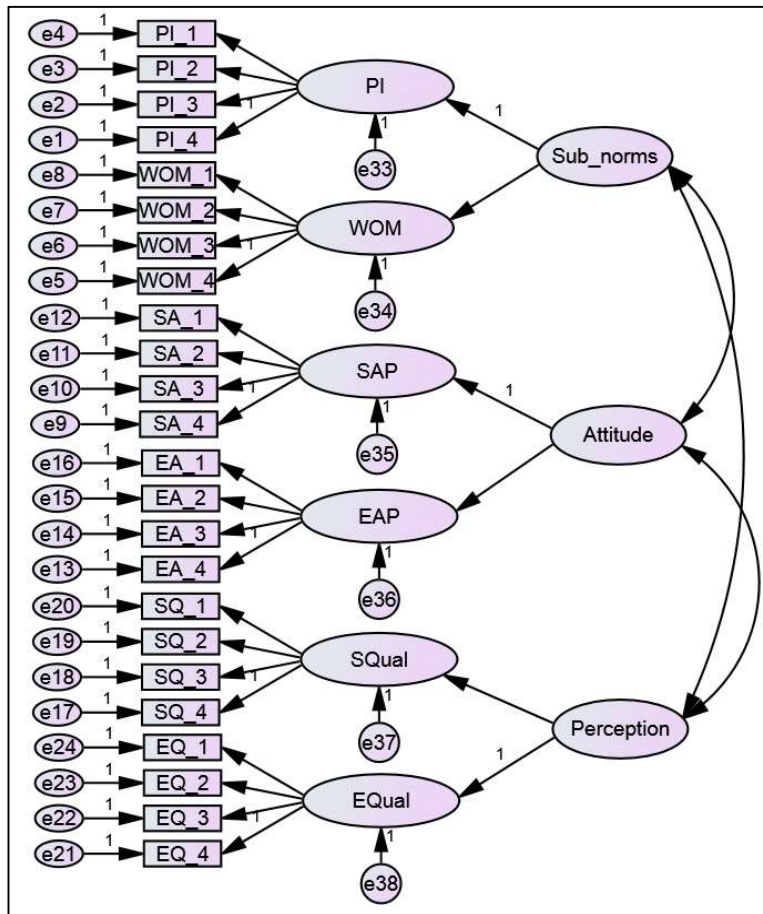 1
e4 PI_1
1
e3 PI_2
PI
1
e2 PI_3
1
1
1
e1 PI_4
1
e8 WOM_1
e33
Sub_norms
1
e7 WOM_2
WOM
1
e6 WOM_3
1
1
e5 WOM_4
1
e12 SA_1
e34
1
e11 SA_2
SAP
1
1
e10 SA_3
1
1
e9 SA_4
1
Attitude
e16 EA_1
e35
1
e15 EA_2
EAP
1
e14 EA_3
1
1
e13 EA_4
1
e20 SQ_1
e36
1
e19 SQ_2
SQual
1
e18 SQ_3
1
1
e17 SQ_4
1
Perception
e24 EQ_1
e37
1
1
e23 EQ_2
EQual
1
e22 EQ_3
1
1
e21 EQ_4
1
e38